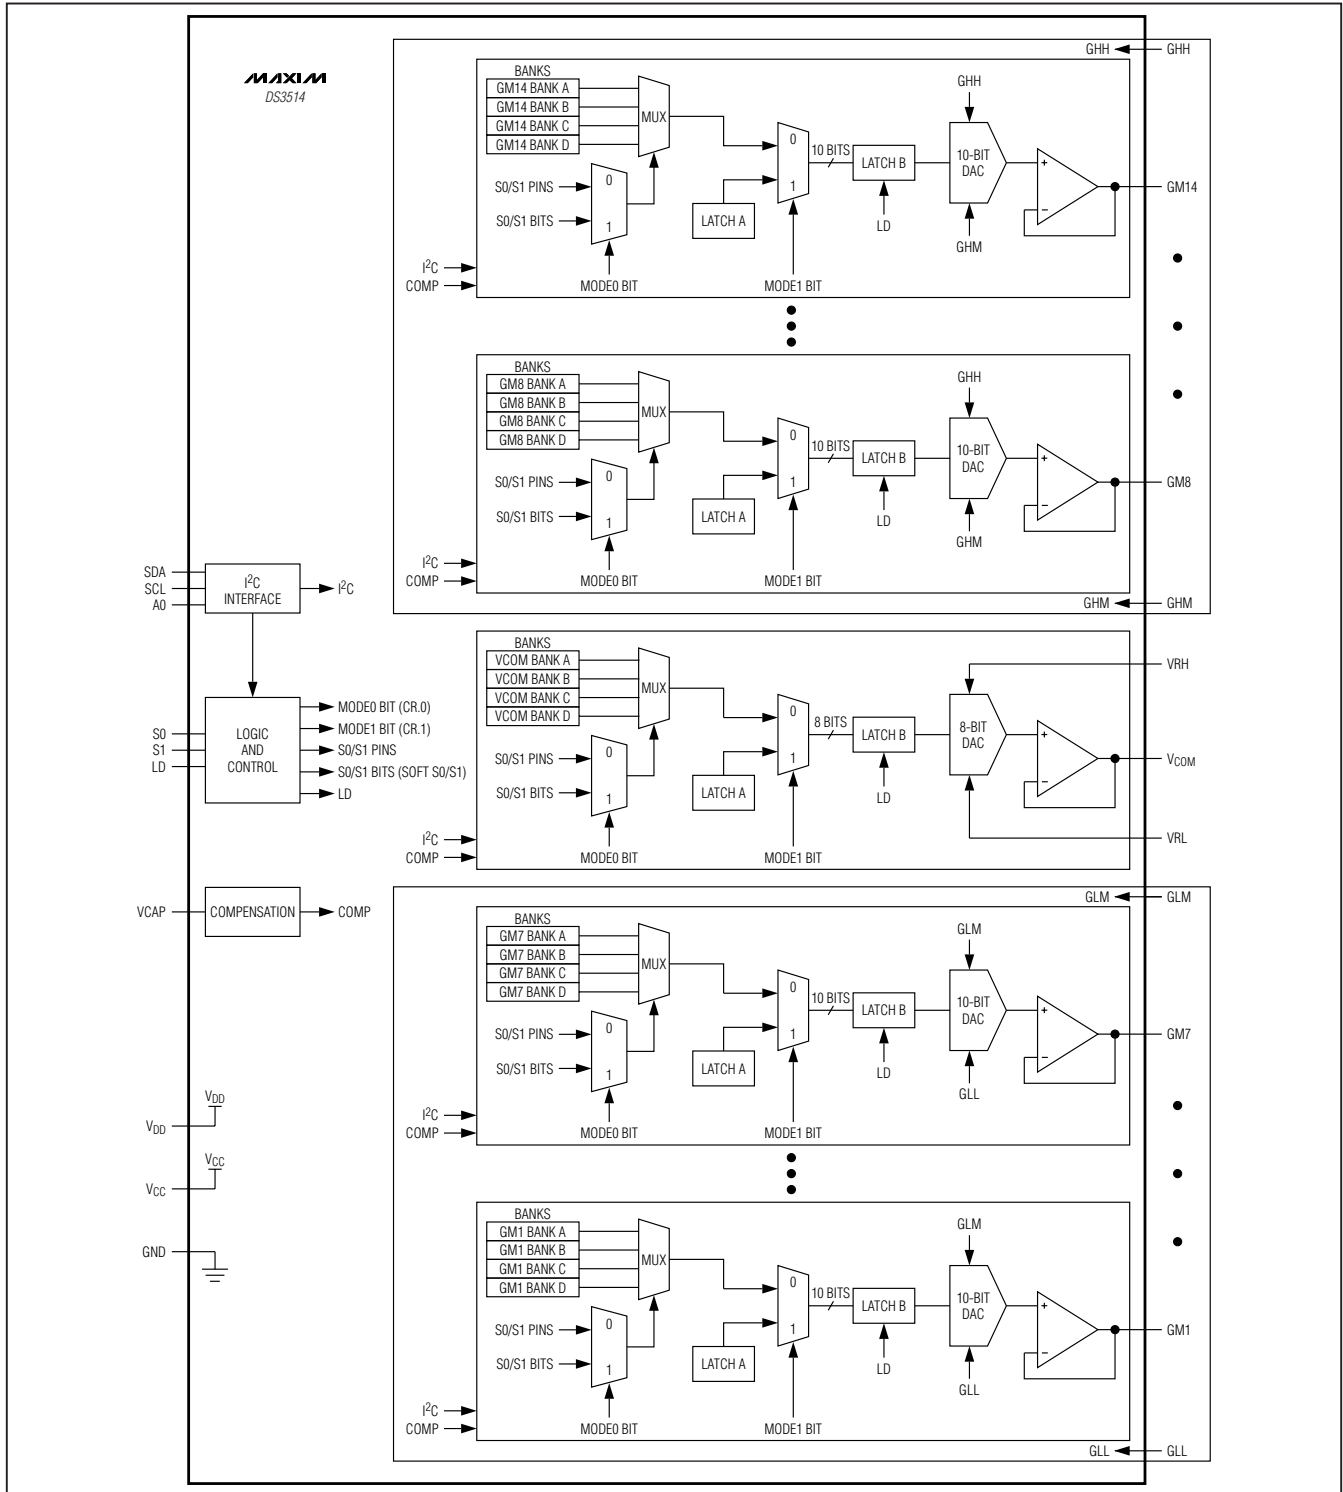 MAXIM
DS3514
GHH
GHH
BANKS
GM14 BANK A
GM14 BANK B
GM14 BANK C
GM14 BANK D
MUX
S0/S1 PINS
S0/S1 BITS
0
1
MODE0 BIT
I2C
COMP
LATCH A
0
1
MODE1 BIT
10 BITS
LATCH B
LD
GHH
10-BIT
DAC
GHM
+
−
GM14
BANKS
GM8 BANK A
GM8 BANK B
GM8 BANK C
GM8 BANK D
MUX
S0/S1 PINS
S0/S1 BITS
0
1
MODE0 BIT
I2C
COMP
LATCH A
0
1
MODE1 BIT
10 BITS
LATCH B
LD
GHH
10-BIT
DAC
GHM
+
−
GM8
GHM
GHM
SDA
SCL
A0
I2C
INTERFACE
I2C
S0
S1
LD
LOGIC
AND
CONTROL
MODE0 BIT (CR.0)
MODE1 BIT (CR.1)
S0/S1 PINS
S0/S1 BITS (SOFT S0/S1)
LD
BANKS
VCOM BANK A
VCOM BANK B
VCOM BANK C
VCOM BANK D
MUX
S0/S1 PINS
S0/S1 BITS
0
1
MODE0 BIT
I2C
COMP
LATCH A
0
1
MODE1 BIT
8 BITS
LATCH B
LD
8-BIT
DAC
+
−
VRH
VCOM
VRL
VCAP
COMPENSATION
COMP
GLM
GLM
BANKS
GM7 BANK A
GM7 BANK B
GM7 BANK C
GM7 BANK D
MUX
S0/S1 PINS
S0/S1 BITS
0
1
MODE0 BIT
I2C
COMP
LATCH A
0
1
MODE1 BIT
10 BITS
LATCH B
LD
GLM
10-BIT
DAC
GLL
+
−
GM7
VDD
VDD
VCC
VCC
GND
BANKS
GM1 BANK A
GM1 BANK B
GM1 BANK C
GM1 BANK D
MUX
S0/S1 PINS
S0/S1 BITS
0
1
MODE0 BIT
I2C
COMP
LATCH A
0
1
MODE1 BIT
10 BITS
LATCH B
LD
GLM
10-BIT
DAC
GLL
+
−
GM1
GLL
GLL